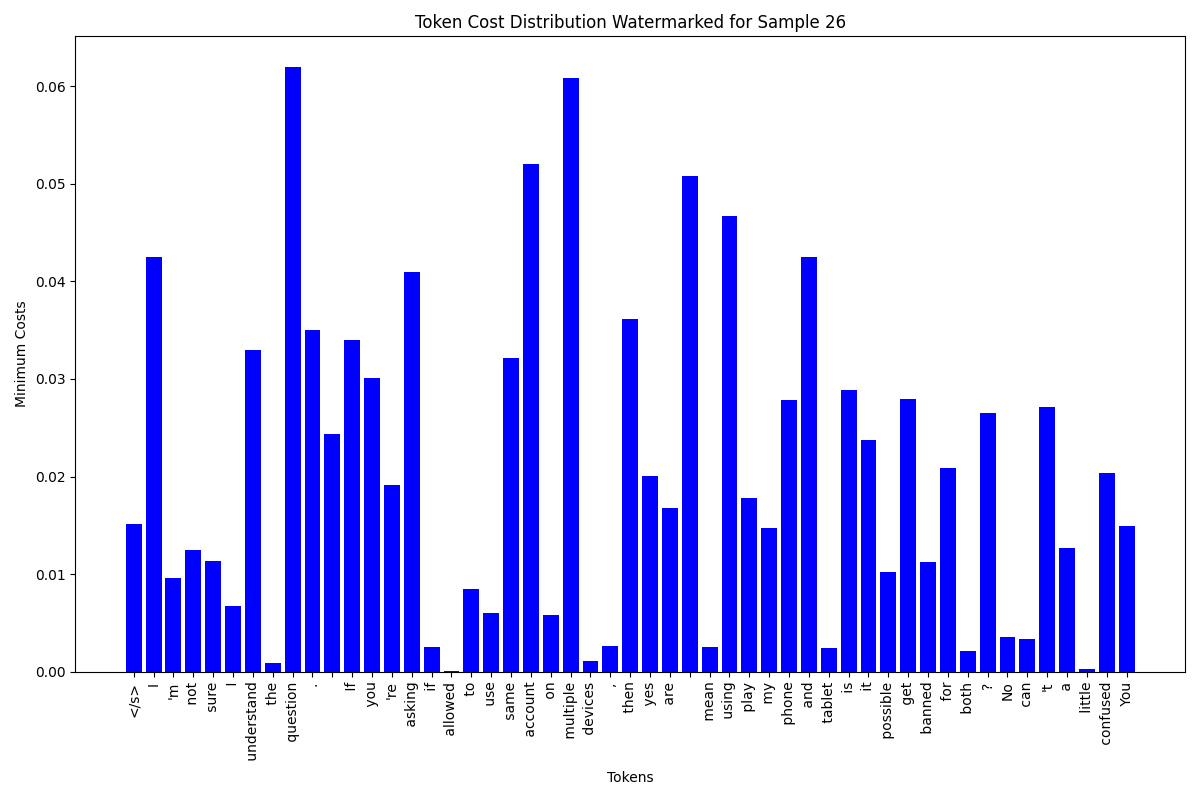 Token Cost Distribution Watermarked for Sample 26
Minimum Costs
0.06
0.05
0.04
0.03
0.02
0.01
0.00
</s>
I
'm
not
sure
I
understand
the
question
.
If
you
're
asking
if
allowed
to
use
same
account
on
multiple
devices
,
then
yes
are
mean
using
play
my
phone
and
tablet
is
it
possible
get
banned
for
both
?
No
can
't
a
little
confused
You
Tokens